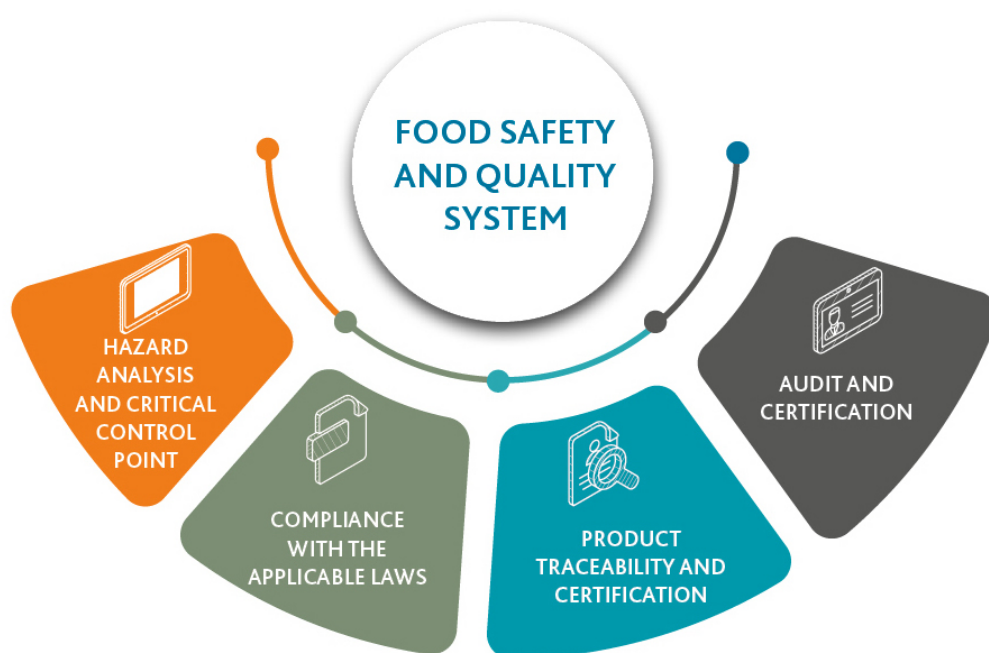 FOOD SAFETY
AND QUALITY
SYSTEM
HAZARD
ANALYSIS
AND CRITICAL
CONTROL
POINT
COMPLIANCE
WITH THE
APPLICABLE LAWS
PRODUCT
TRACEABILITY AND
CERTIFICATION
AUDIT AND
CERTIFICATION